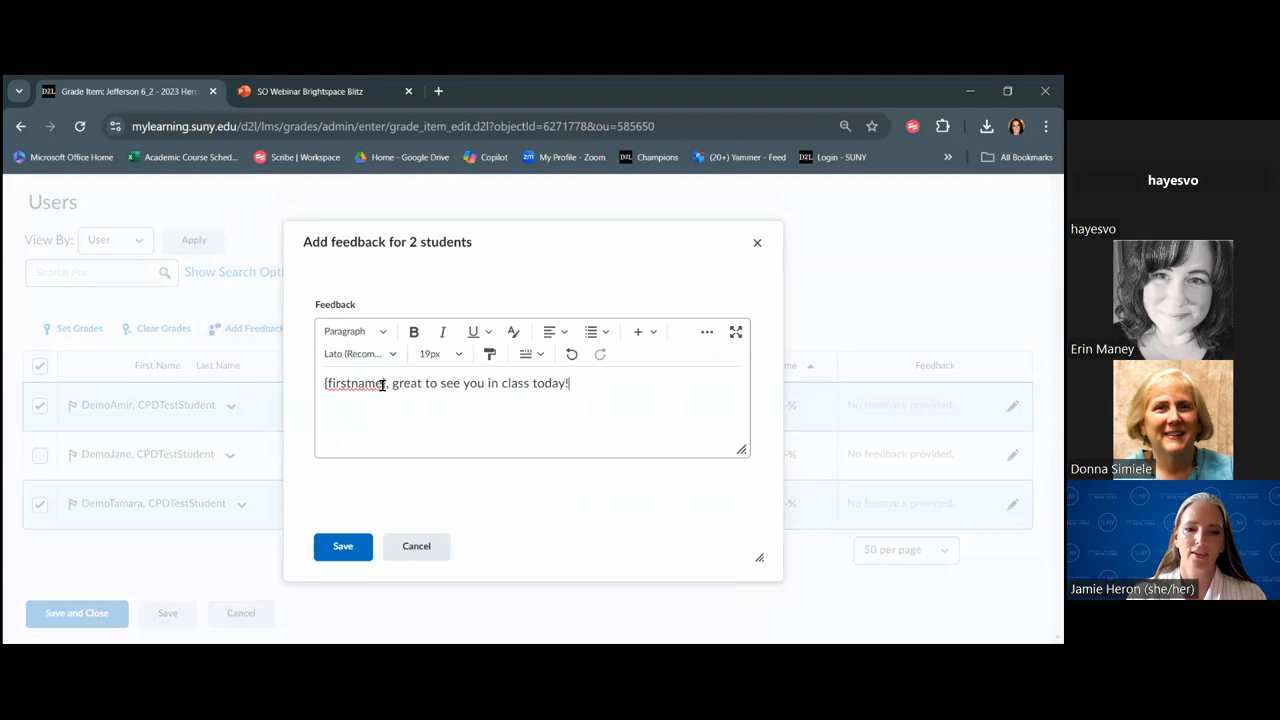 Grade Item: Jefferson 6_2 - 2023 Her
SO Webinar Brightspace Blitz
mylearning.suny.edu/d2l/lms/grades/admin/enter/grade_item_edit.d2l?objectId=6271778&ou=585650
Microsoft Office Home
Academic Course Sched...
Scribe | Workspace
Home - Google Drive
Copilot
My Profile - Zoom
D2L Champions
(20+) Yammer - Feed
D2L Login - SUNY
All Bookmarks
Users
View By: User Apply
Search For...
Show Search Opti
Set Grades
Clear Grades
Add Feedback
First Name Last Name
Feedback
DemoAmir, CPDTestStudent
No feedback provided.
DemoJane, CPDTestStudent
No feedback provided.
DemoTamara, CPDTestStudent
No feedback provided.
50 per page
Save and Close
Save
Cancel
Add feedback for 2 students
Feedback
Paragraph
Lato (Recom...
19px
{firstname}, great to see you in class today!
Save
Cancel
hayesvo
hayesvo
Erin Maney
Donna Simiele
Jamie Heron (she/her)